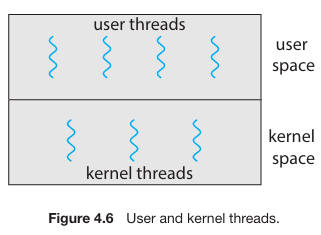 user threads
user
space
kernel
space
kernel threads
Figure 4.6 User and kernel threads.